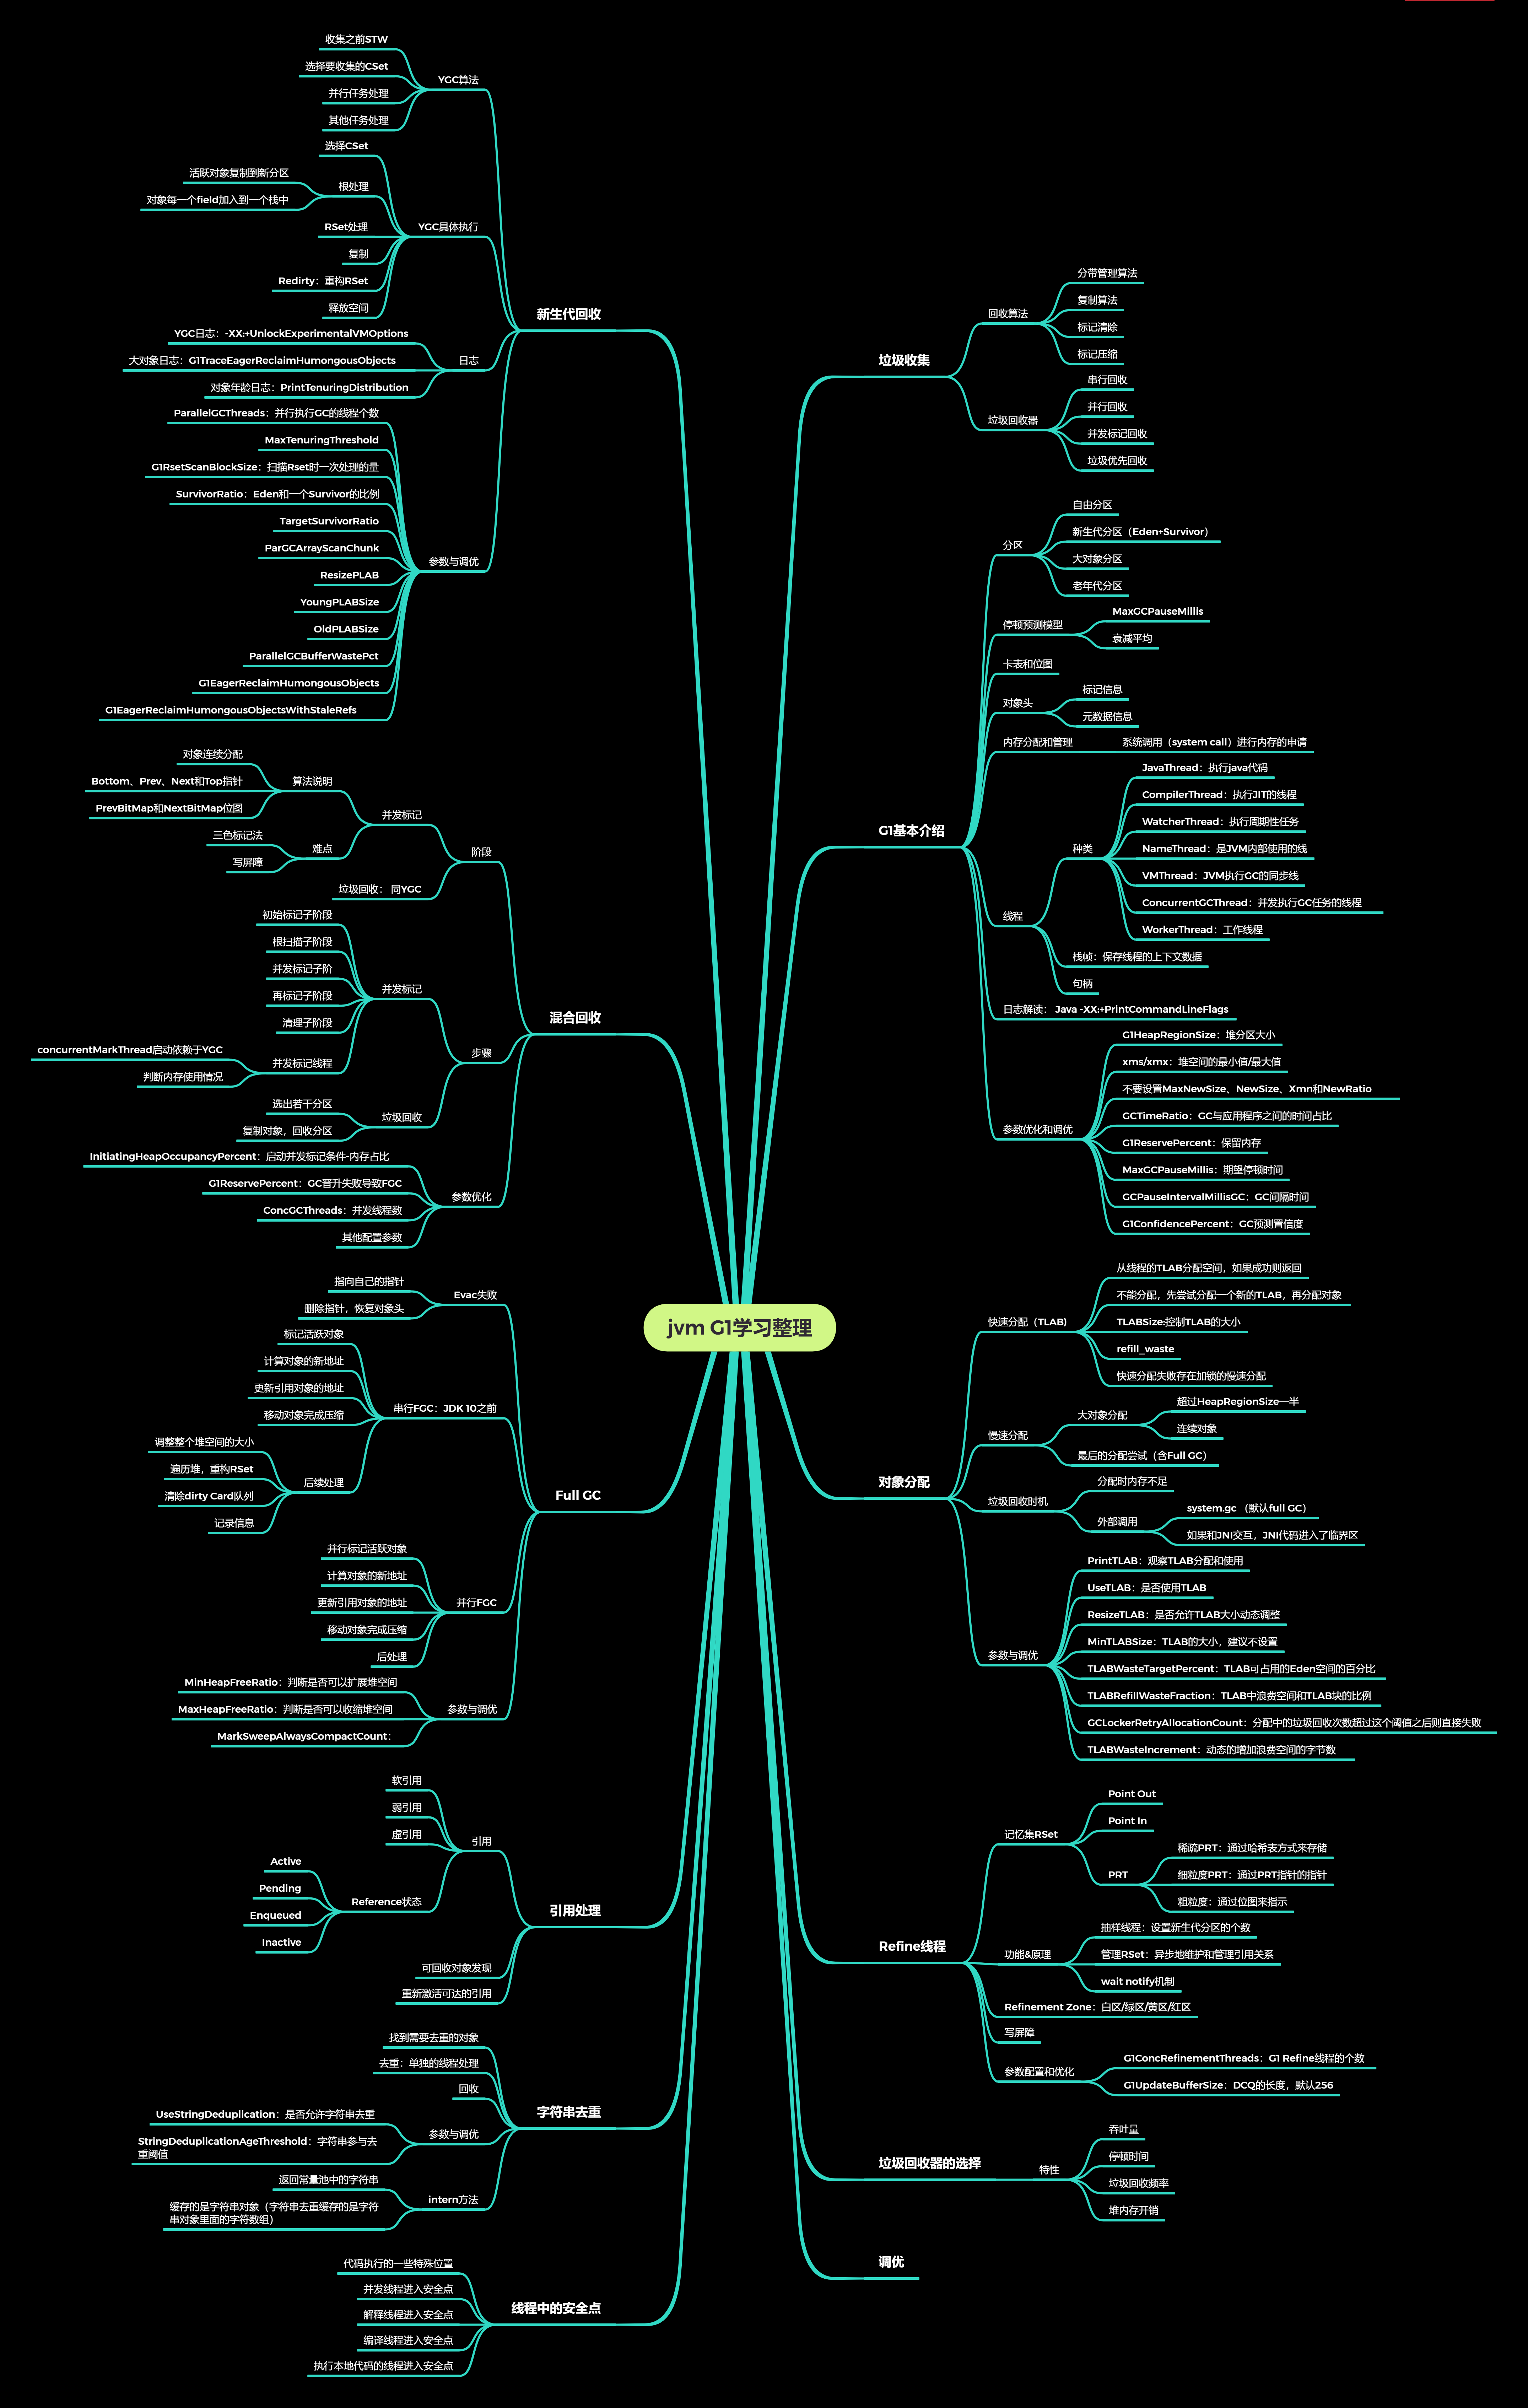 jvm G1学习整理
垃圾收集
回收算法
分带管理算法
复制算法
标记清除
标记压缩
垃圾回收器
串行回收
并行回收
并发标记回收
垃圾优先回收
G1基本介绍
分区
自由分区
新生代分区（Eden+Survivor）
大对象分区
老年代分区
停顿预测模型
MaxGCPauseMillis
衰减平均
卡表和位图
对象头
标记信息
元数据信息
内存分配和管理
系统调用（system call）进行内存的申请
线程
种类
JavaThread：执行java代码
CompilerThread：执行JIT的线程
WatcherThread：执行周期性任务
NameThread：是JVM内部使用的线
VMThread：JVM执行GC的同步线
ConcurrentGCThread：并发执行GC任务的线程
WorkerThread：工作线程
栈帧：保存线程的上下文数据
句柄
日志解读： Java -XX:+PrintCommandLineFlags
参数优化和调优
G1HeapRegionSize：堆分区大小
xms/xmx：堆空间的最小值/最大值
不要设置MaxNewSize、NewSize、Xmn和NewRatio
GCTimeRatio：GC与应用程序之间的时间占比
G1ReservePercent：保留内存
MaxGCPauseMillis：期望停顿时间
GCPauseIntervalMillisGC：GC间隔时间
G1ConfidencePercent：GC预测置信度
对象分配
快速分配（TLAB)
从线程的TLAB分配空间，如果成功则返回
不能分配，先尝试分配一个新的TLAB，再分配对象
TLABSize:控制TLAB的大小
refill_waste
快速分配失败存在加锁的慢速分配
慢速分配
大对象分配
超过HeapRegionSize一半
连续对象
最后的分配尝试（含Full GC）
垃圾回收时机
分配时内存不足
外部调用
system.gc （默认full GC）
如果和JNI交互，JNI代码进入了临界区
参数与调优
PrintTLAB：观察TLAB分配和使用
UseTLAB：是否使用TLAB
ResizeTLAB：是否允许TLAB大小动态调整
MinTLABSize：TLAB的大小，建议不设置
TLABWasteTargetPercent：TLAB可占用的Eden空间的百分比
TLABRefillWasteFraction：TLAB中浪费空间和TLAB块的比例
GCLockerRetryAllocationCount：分配中的垃圾回收次数超过这个阈值之后则直接失败
TLABWasteIncrement：动态的增加浪费空间的字节数
Refine线程
记忆集RSet
Point Out
Point In
PRT
稀疏PRT：通过哈希表方式来存储
细粒度PRT：通过PRT指针的指针
粗粒度：通过位图来指示
功能&原理
抽样线程：设置新生代分区的个数
管理RSet：异步地维护和管理引用关系
wait notify机制
Refinement Zone：白区/绿区/黄区/红区
写屏障
参数配置和优化
G1ConcRefinementThreads：G1 Refine线程的个数
G1UpdateBufferSize：DCQ的长度，默认256
垃圾回收器的选择
特性
吞吐量
停顿时间
垃圾回收频率
堆内存开销
调优
新生代回收
YGC算法
收集之前STW
选择要收集的CSet
并行任务处理
其他任务处理
YGC具体执行
选择CSet
根处理
活跃对象复制到新分区
对象每一个field加入到一个栈中
RSet处理
复制
Redirty：重构RSet
释放空间
日志
YGC日志：-XX:+UnlockExperimentalVMOptions
大对象日志：G1TraceEagerReclaimHumongousObjects
对象年龄日志：PrintTenuringDistribution
参数与调优
ParallelGCThreads：并行执行GC的线程个数
MaxTenuringThreshold
G1RsetScanBlockSize：扫描Rset时一次处理的量
SurvivorRatio：Eden和一个Survivor的比例
TargetSurvivorRatio
ParGCArrayScanChunk
ResizePLAB
YoungPLABSize
OldPLABSize
ParallelGCBufferWastePct
G1EagerReclaimHumongousObjects
G1EagerReclaimHumongousObjectsWithStaleRefs
混合回收
阶段
并发标记
算法说明
对象连续分配
Bottom、Prev、Next和Top指针
PrevBitMap和NextBitMap位图
难点
三色标记法
写屏障
垃圾回收： 同YGC
步骤
并发标记
初始标记子阶段
根扫描子阶段
并发标记子阶
再标记子阶段
清理子阶段
并发标记线程
concurrentMarkThread启动依赖于YGC
判断内存使用情况
垃圾回收
选出若干分区
复制对象，回收分区
参数优化
InitiatingHeapOccupancyPercent：启动并发标记条件-内存占比
G1ReservePercent：GC晋升失败导致FGC
ConcGCThreads：并发线程数
其他配置参数
Full GC
Evac失败
指向自己的指针
删除指针，恢复对象头
串行FGC：JDK 10之前
标记活跃对象
计算对象的新地址
更新引用对象的地址
移动对象完成压缩
后续处理
调整整个堆空间的大小
遍历堆，重构RSet
清除dirty Card队列
记录信息
并行FGC
并行标记活跃对象
计算对象的新地址
更新引用对象的地址
移动对象完成压缩
后处理
参数与调优
MinHeapFreeRatio：判断是否可以扩展堆空间
MaxHeapFreeRatio：判断是否可以收缩堆空间
MarkSweepAlwaysCompactCount：
引用处理
引用
软引用
弱引用
虚引用
Reference状态
Active
Pending
Enqueued
Inactive
可回收对象发现
重新激活可达的引用
字符串去重
找到需要去重的对象
去重：单独的线程处理
回收
参数与调优
UseStringDeduplication：是否允许字符串去重
StringDeduplicationAgeThreshold：字符串参与去
重阈值
intern方法
返回常量池中的字符串
缓存的是字符串对象（字符串去重缓存的是字符
串对象里面的字符数组）
线程中的安全点
代码执行的一些特殊位置
并发线程进入安全点
解释线程进入安全点
编译线程进入安全点
执行本地代码的线程进入安全点